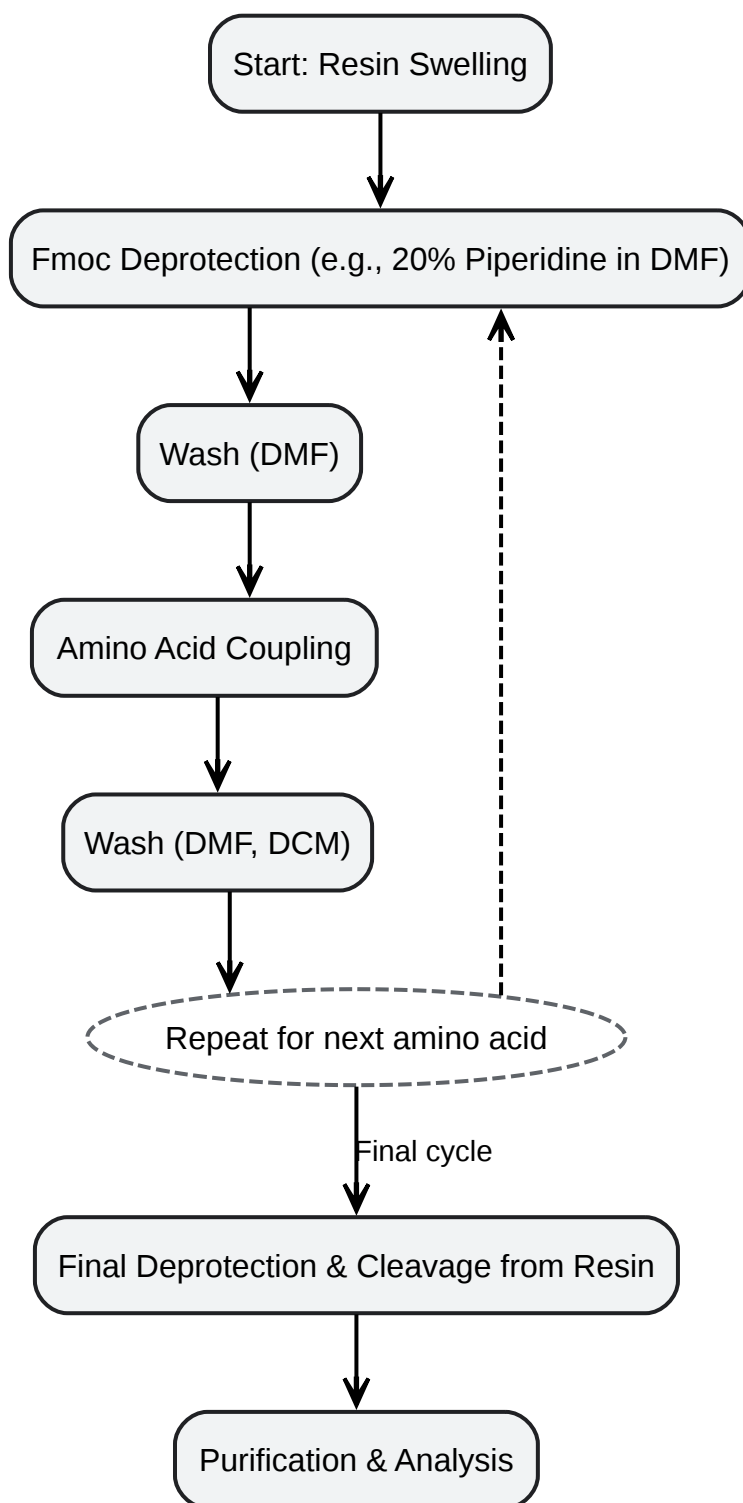 Start: Resin Swelling
Fmoc Deprotection (e.g., 20% Piperidine in DMF)
Wash (DMF)
Amino Acid Coupling
Wash (DMF, DCM)
Repeat for next amino acid
Final cycle
Final Deprotection & Cleavage from Resin
Purification & Analysis